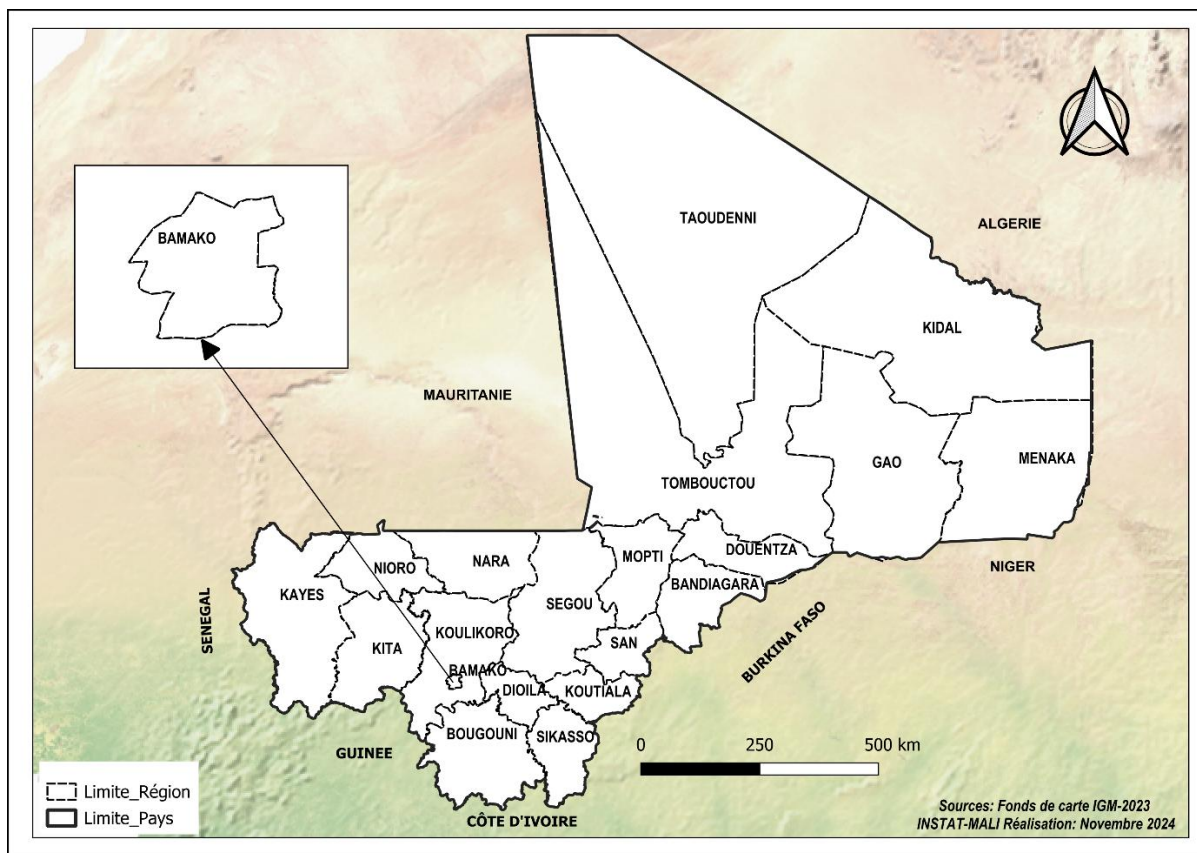 TAOUDENNI
ALGERIE
BAMAKO
KIDAL
MAURITANIE
GAO
MENAKA
TOMBOUCTOU
DOUENTZA
MOPTI
NARA
NIORO
NIGER
BANDIAGARA
KAYES
SEGOU
SENEGAL
KOULIKORO
BURKINA FASO
SAN
KITA
BAMAKO
DIOILA
KOUTIALA
BOUGOUNI
SIKASSO
GUINEE
0 250 500 km
Limite_Région
Limite_Pays
CÔTE D'IVOIRE
Sources: Fonds de carte IGM-2023
INSTAT-MALI Réalisation: Novembre 2024